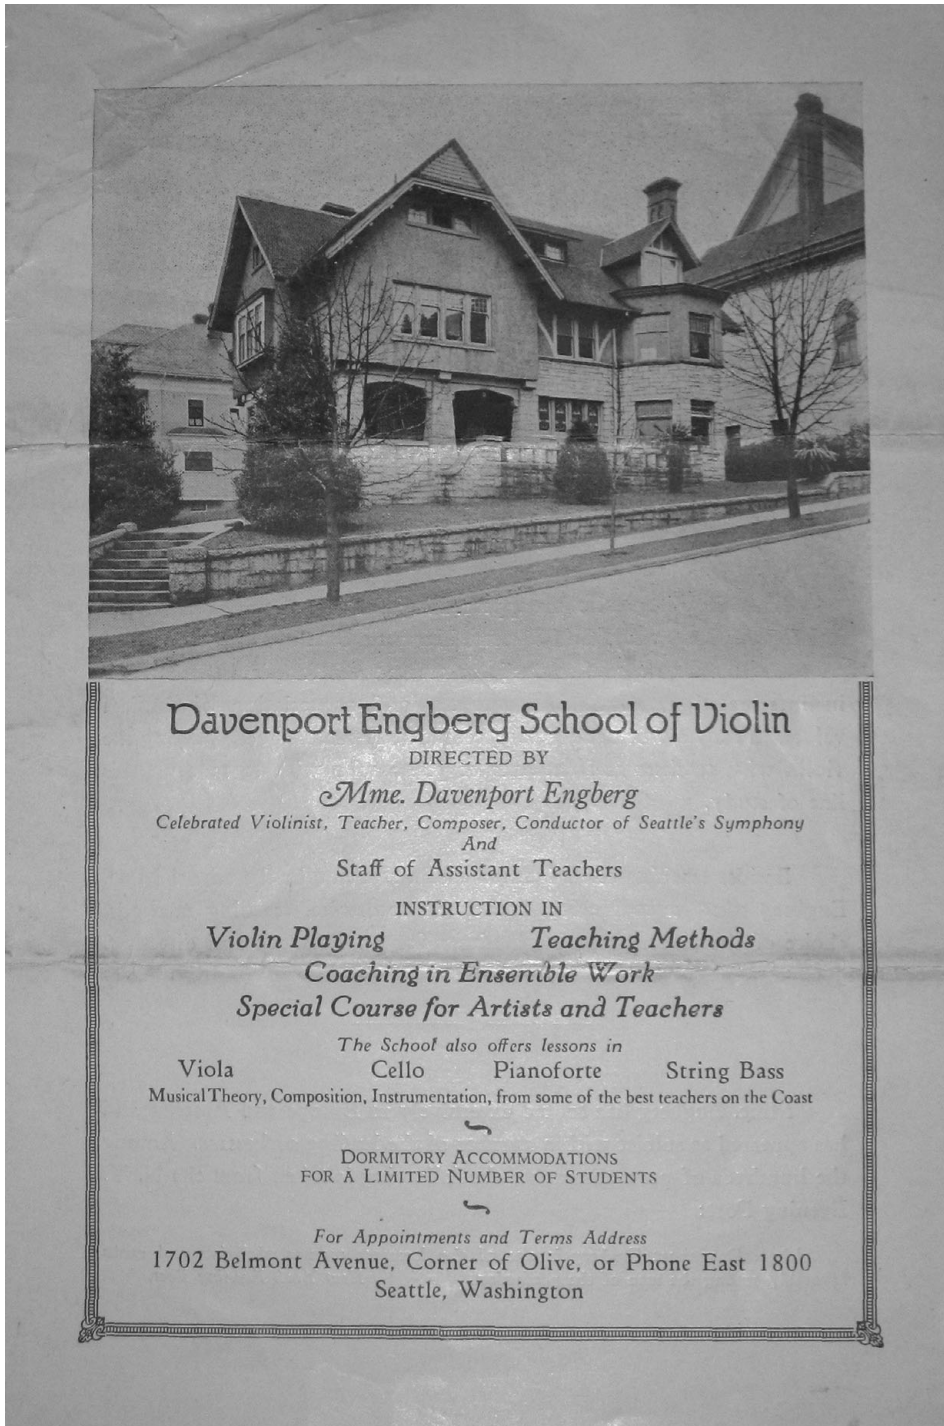 Davenport Engberg School of Violin
DIRECTED BY
Mme. Davenport Engberg
Celebrated Violinist, Teacher, Composer, Conductor of Seattle's Symphony
And
Staff of Assistant Teachers
INSTRUCTION IN
Violin Playing Teaching Methods
Coaching in Ensemble Work
Special Course for Artists and Teachers
The School also offers lessons in
Viola Cello Pianoforte String Bass
Musical Theory, Composition, Instrumentation, from some of the best teachers on the Coast
DORMITORY ACCOMMODATIONS
FOR A LIMITED NUMBER OF STUDENTS
For Appointments and Terms Address
1702 Belmont Avenue, Corner of Olive, or Phone East 1800
Seattle, Washington